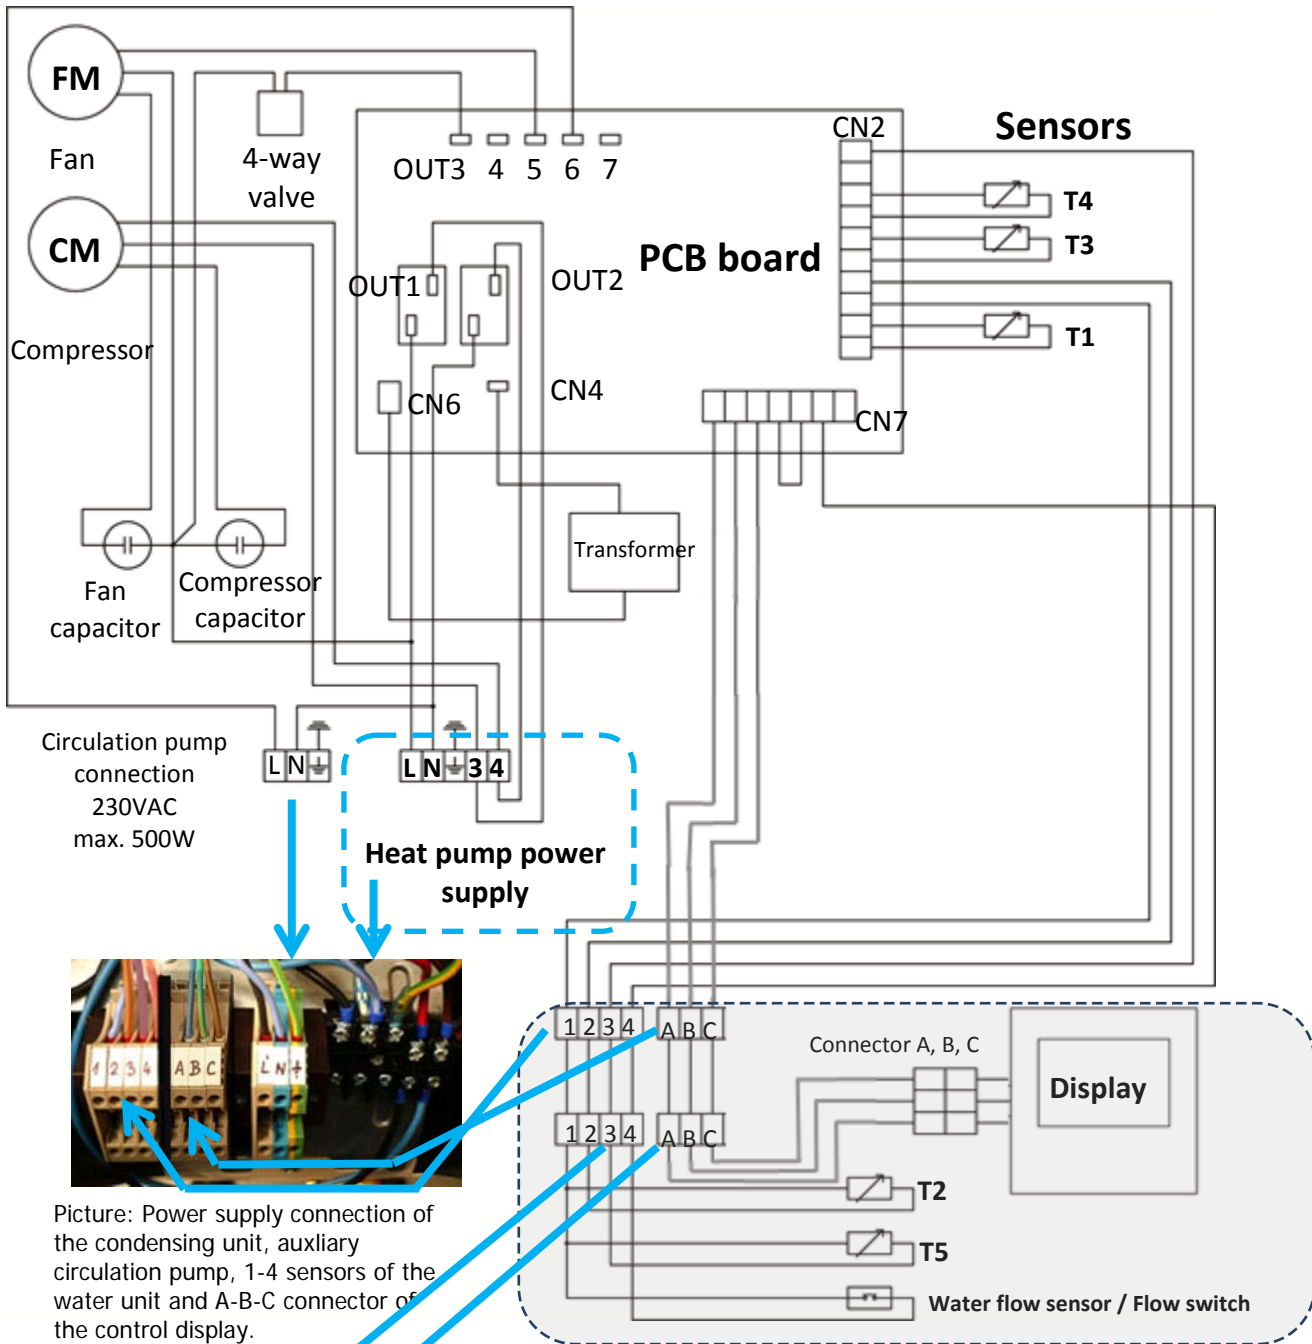 FM
Fan
4-way
valve
CM
Compressor
OUT3 4 5 6 7
CN2
Sensors
T4
T3
T1
PCB board
OUT1
OUT2
CN6
CN4
CN7
Transformer
Fan
capacitor
Compressor
capacitor
Circulation pump
connection
230VAC
max. 500W
L N
L N 3 4
Heat pump power
supply
1 2 3 4
A B C
L N
1 2 3 4
A B C
Connector A, B, C
Display
1 2 3 4
A B C
T2
T5
Water flow sensor / Flow switch
Picture: Power supply connection of
the condensing unit, auxliary
circulation pump, 1-4 sensors of the
water unit and A-B-C connector of
the control display.